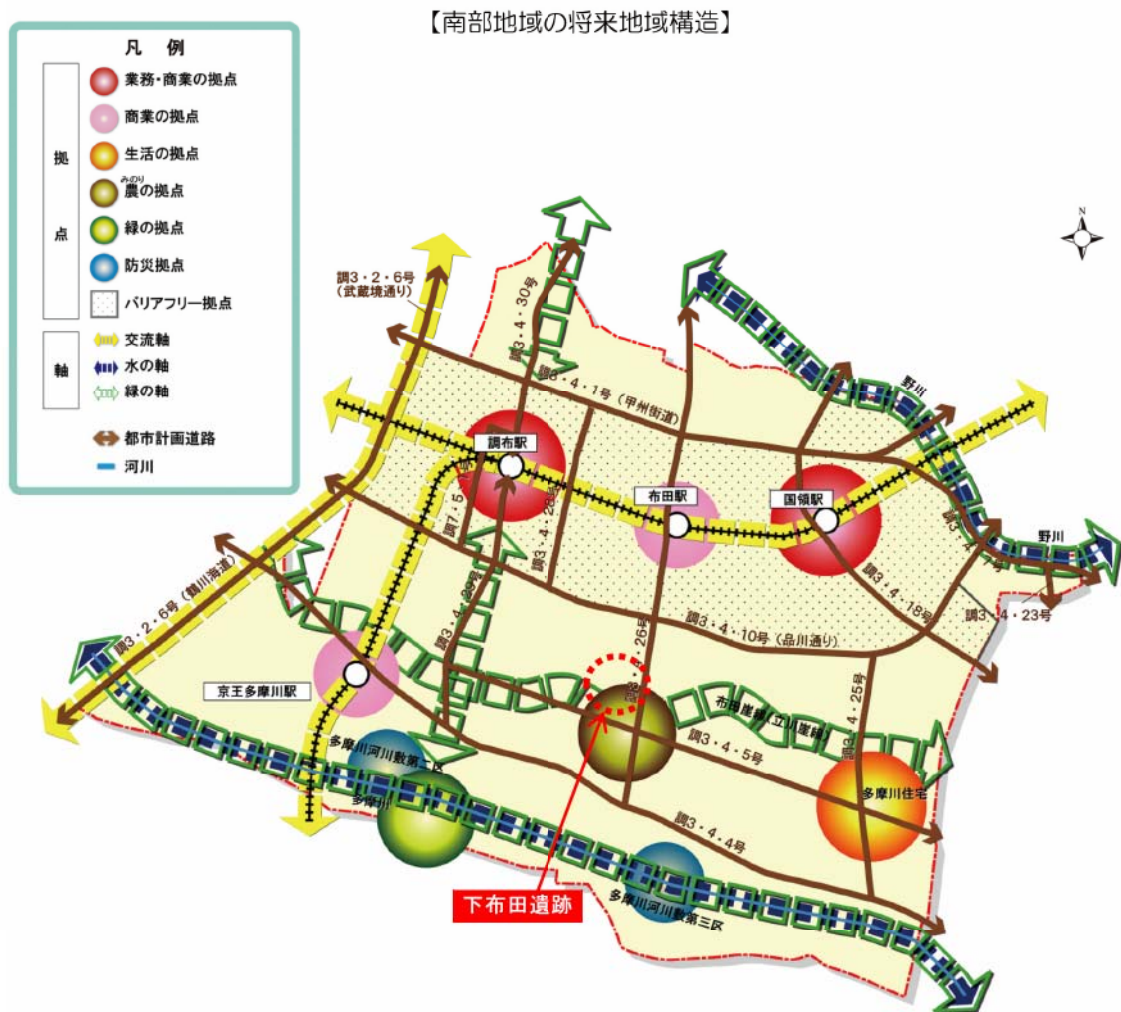 【南部地域の将来地域構造】
凡 例
拠
点
業務・商業の拠点
商業の拠点
生活の拠点
みのり
農の拠点
緑の拠点
防災拠点
バリアフリー拠点
軸
交流軸
水の軸
緑の軸
都市計画道路
河川
N
調3・2・6号
(武蔵境通り)
調3・4・30号
調3・4・1号(甲州街道)
野川
調布駅
布田駅
国領駅
野川
調3・4・28号
調3・4・18号
調3・4・23号
調3・2・6号(鶴川街道)
調3・4・10号(品川通り)
京王多摩川駅
布田崖線(立川崖線)
調3・4・25号
調3・4・5号
多摩川河川敷第二区
多摩川
多摩川住宅
調3・4・4号
下布田遺跡
多摩川河川敷第三区